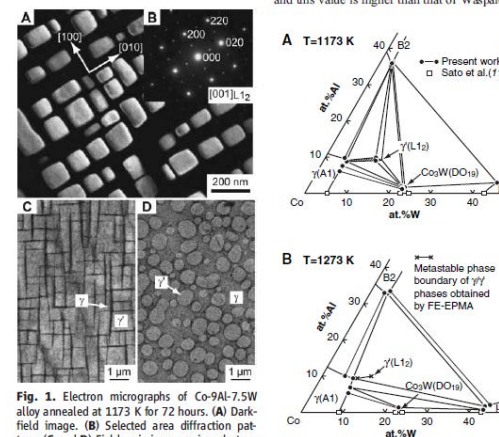 and this value is higher than that of Waspalo
A
B
[100]
[010]
220
200
020
000
[001]L1₂
200 nm
C
D
γ
γ'
1 μm
γ'
γ
1 μm
Fig. 1. Electron micrographs of Co-9Al-7.5W
alloy annealed at 1173 K for 72 hours. (A) Dark-
field image. (B) Selected area diffraction pat-
A
T=1173 K
40
B2
Present work
Sato et al.(1
at.%Al
30
20
10
γ'(L1₂)
γ(A1)
Co₃W(DO₁₉)
Co
10
20
30
40
at.%W
B
T=1273 K
40
B2
Metastable phase
boundary of γ/γ'
phases obtained
by FE-EPMA
at.%Al
30
20
10
γ'(L1₂)
γ(A1)
Co₃W(DO₁₉)
Co
10
20
30
40
at.%W